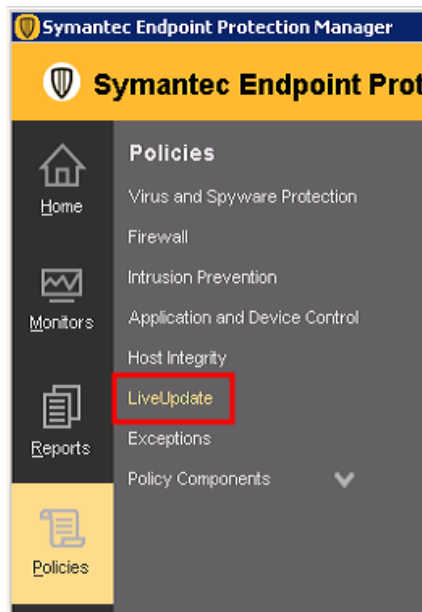 Symantec Endpoint Protection Manager
Symantec Endpoint Prot
Home
Monitors
Reports
Policies
Policies
Virus and Spyware Protection
Firewall
Intrusion Prevention
Application and Device Control
Host Integrity
LiveUpdate
Exceptions
Policy Components